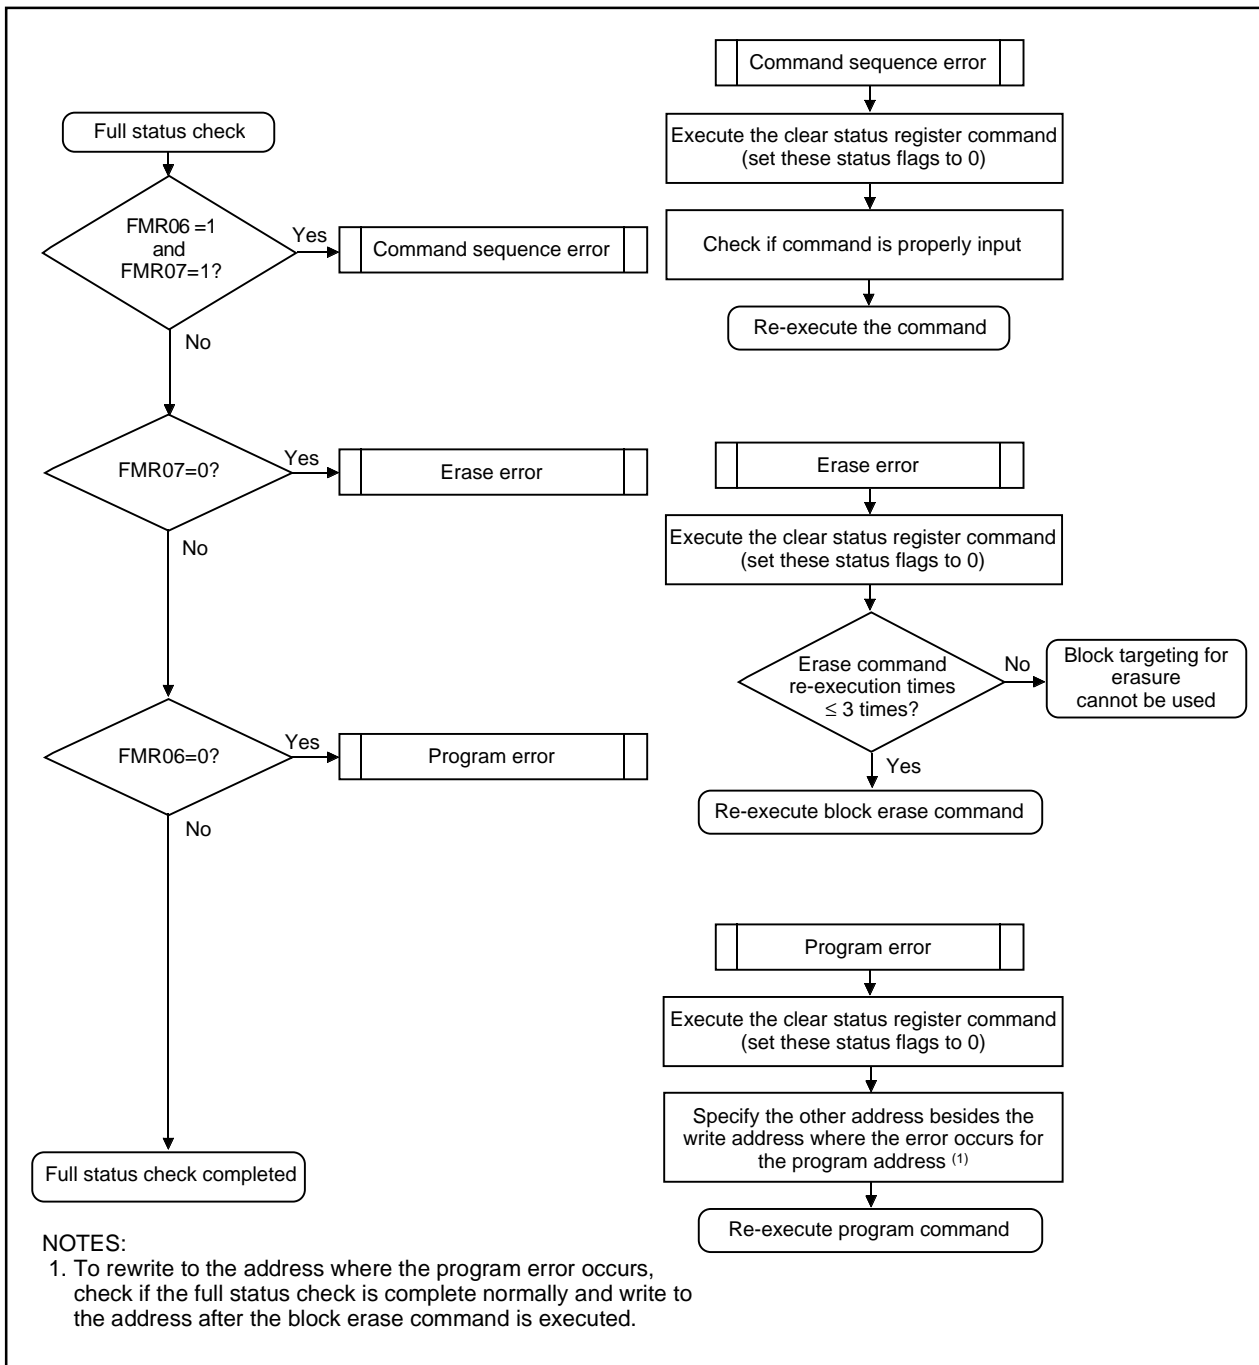 Full status check
FMR06 =1
and
FMR07=1?
Yes
Command sequence error
No
FMR07=0?
Yes
Erase error
No
FMR06=0?
Yes
Program error
No
Full status check completed
Command sequence error
Execute the clear status register command
(set these status flags to 0)
Check if command is properly input
Re-execute the command
Erase error
Execute the clear status register command
(set these status flags to 0)
Erase command
re-execution times
≤ 3 times?
No
Block targeting for
erasure
cannot be used
Yes
Re-execute block erase command
Program error
Execute the clear status register command
(set these status flags to 0)
Specify the other address besides the
write address where the error occurs for
the program address (1)
Re-execute program command
NOTES:
1. To rewrite to the address where the program error occurs,
check if the full status check is complete normally and write to
the address after the block erase command is executed.